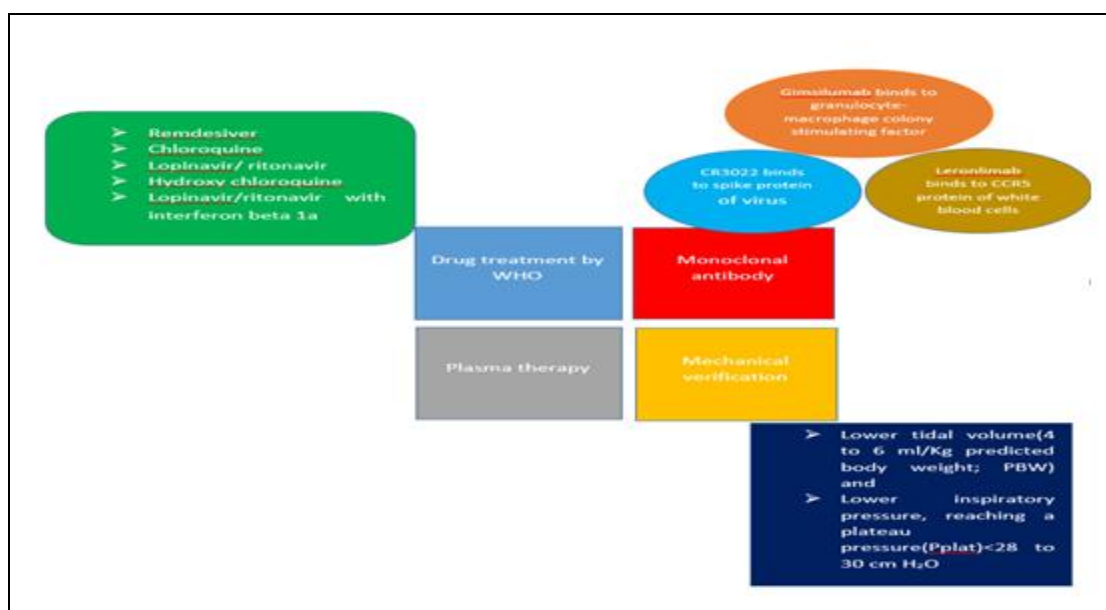 Gimsilumab binds to
granulocyte-
macrophage colony
stimulating factor
➢ Remdesiver
➢ Chloroquine
➢ Lopinavir/ ritonavir
➢ Hydroxy chloroquine
➢ Lopinavir/ritonavir with
interferon beta 1a
CR3022 binds
to spike protein
of virus
Leronlimab
binds to CCR5
protein of white
blood cells
Drug treatment by
WHO
Monoclonal
antibody
Plasma therapy
Mechanical
verification
➢ Lower tidal volume(4
to 6 ml/Kg predicted
body weight; PBW)
and
➢ Lower inspiratory
pressure, reaching a
plateau
pressure(Pplat)<28 to
30 cm H₂O